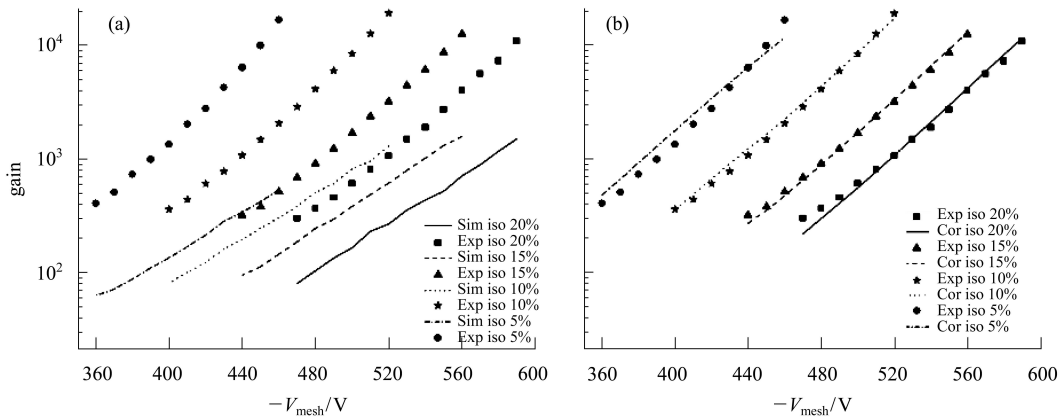 (a)
10^4
10^3
10^2
gain
Sim iso 20%
Exp iso 20%
Sim iso 15%
Exp iso 15%
Sim iso 10%
Exp iso 10%
Sim iso 5%
Exp iso 5%
360 400 440 480 520 560 600
−V_mesh/V
(b)
Exp iso 20%
Cor iso 20%
Exp iso 15%
Cor iso 15%
Exp iso 10%
Cor iso 10%
Exp iso 5%
Cor iso 5%
360 400 440 480 520 560 600
−V_mesh/V